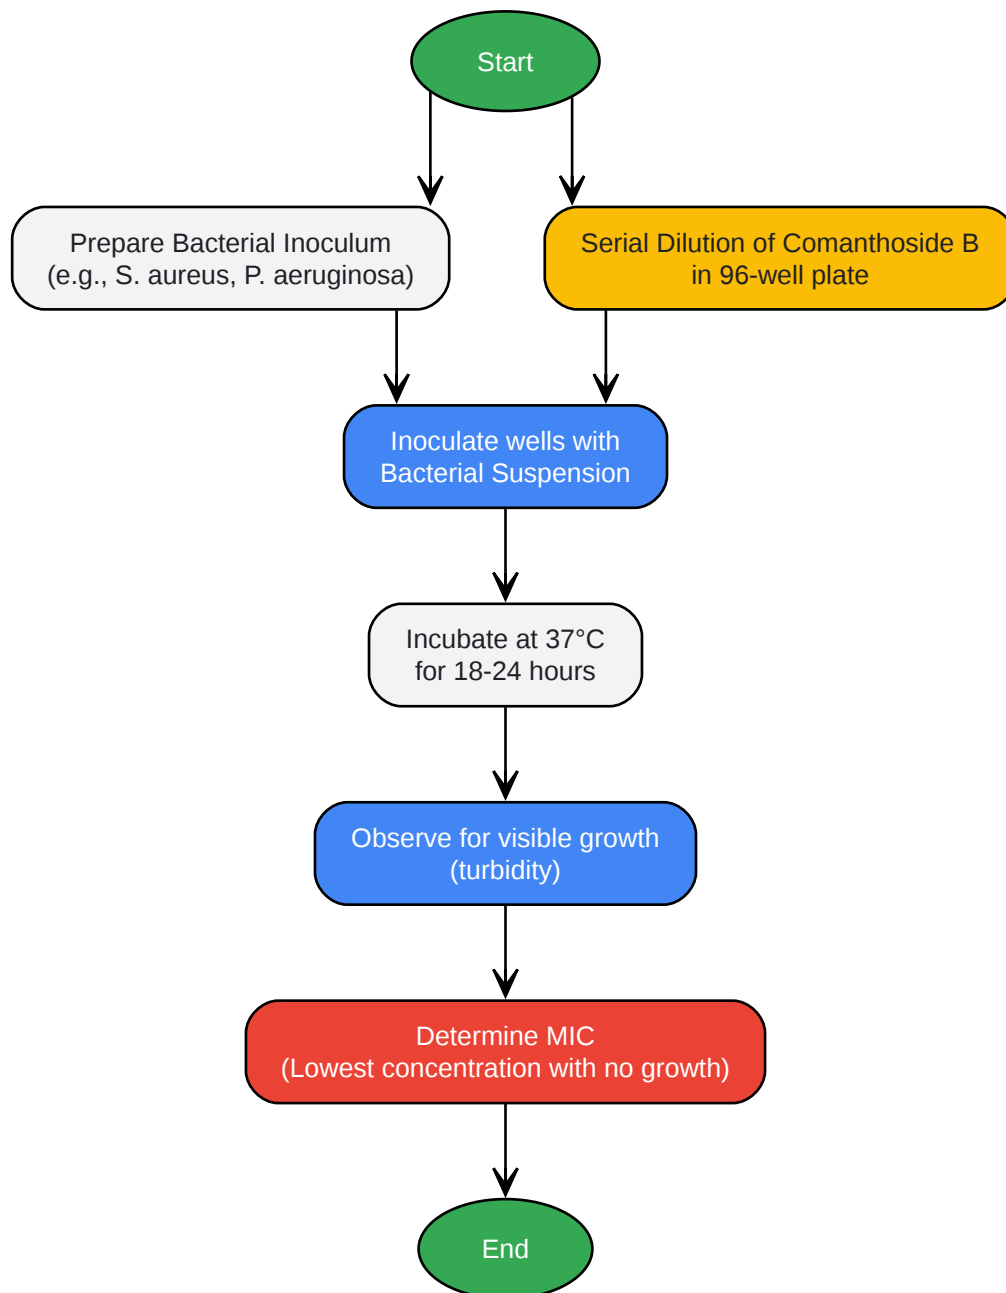 Start
Prepare Bacterial Inoculum
(e.g., S. aureus, P. aeruginosa)
Serial Dilution of Comanthoside B
in 96-well plate
Inoculate wells with
Bacterial Suspension
Incubate at 37°C
for 18-24 hours
Observe for visible growth
(turbidity)
Determine MIC
(Lowest concentration with no growth)
End